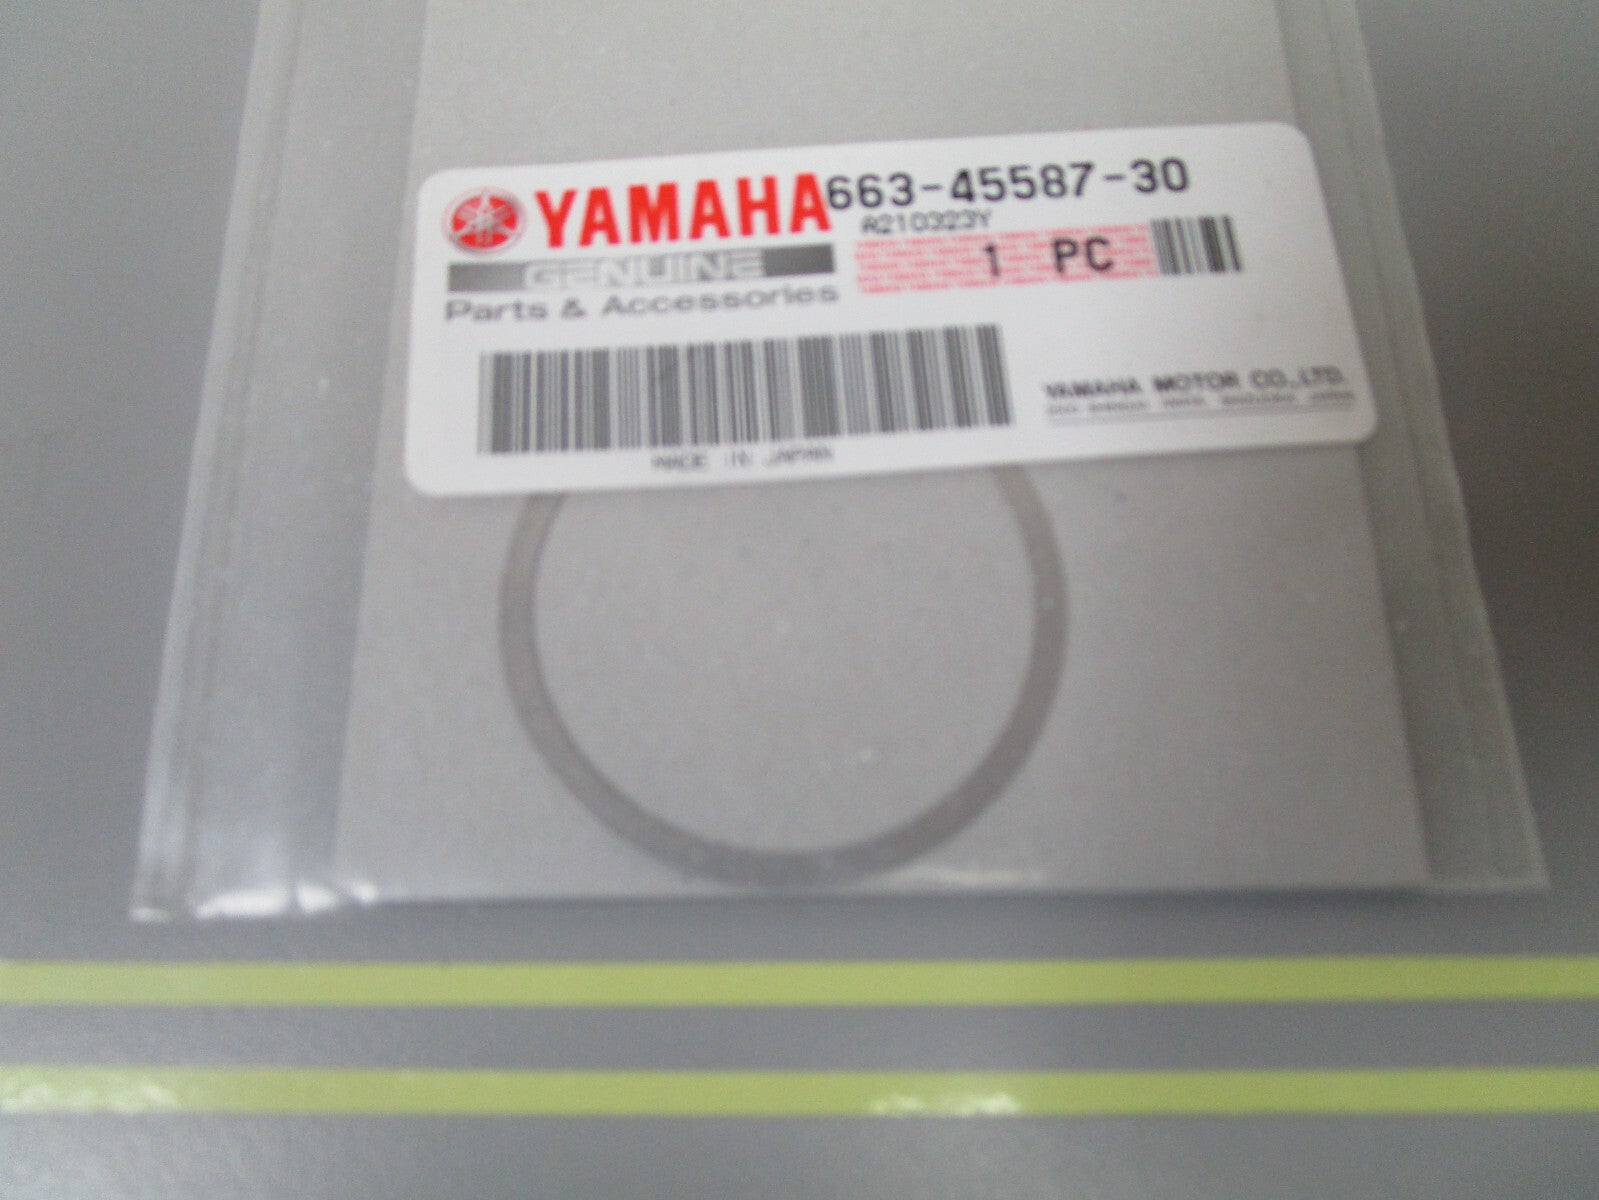 YAMAHA 663-45587-30
A210323Y
GENUINE 1 PC
Parts & Accessories
YAMAHA MOTOR CO.,LTD.
MADE IN JAPAN